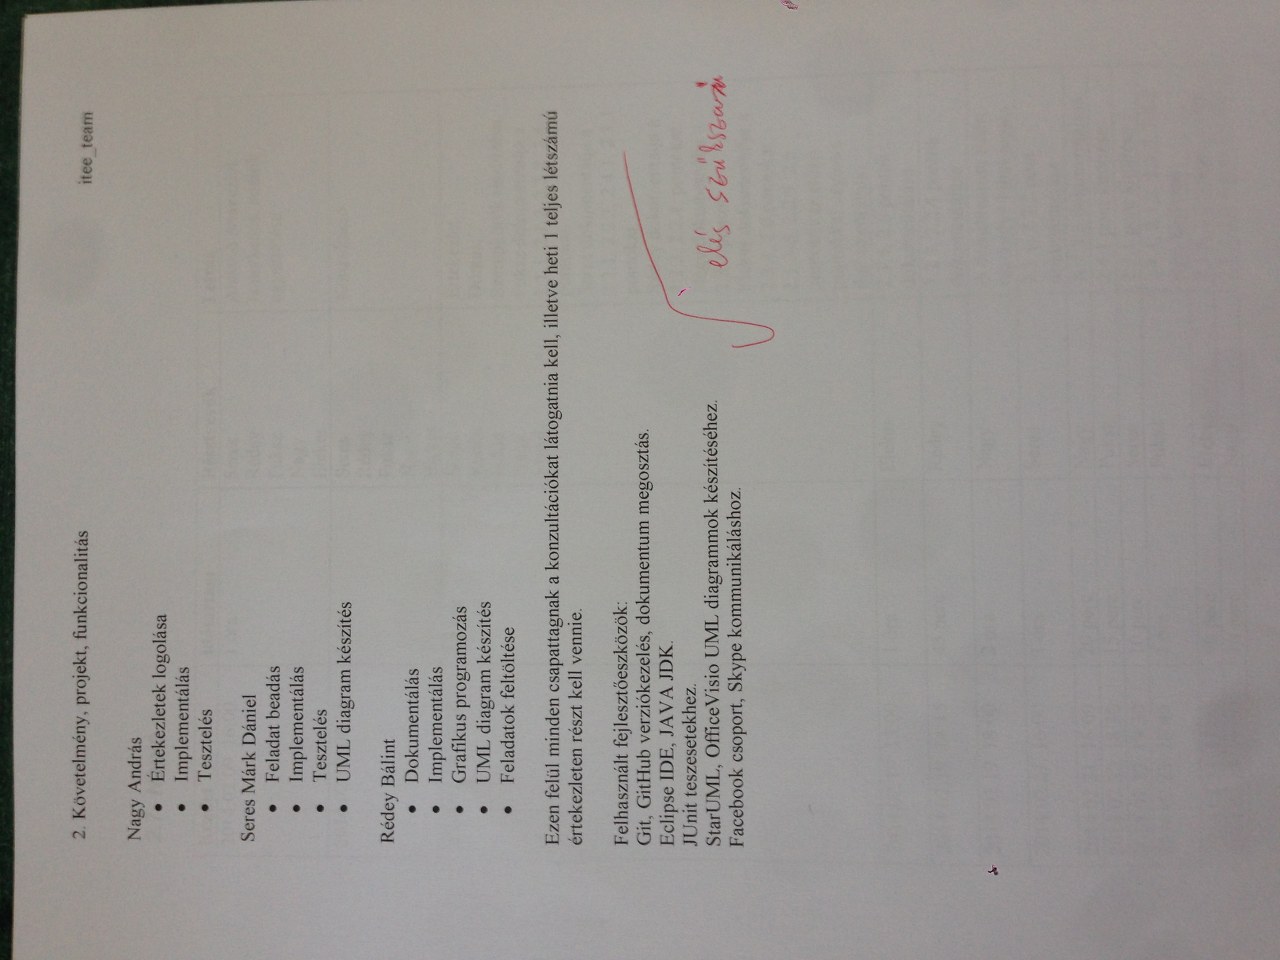 2. Követelmény, projekt, funkcionalitás itee_team
Nagy András
• Értekezletek logolása
• Implementálás
• Tesztelés
Seres Márk Dániel
• Feladat beadás
• Implementálás
• Tesztelés
• UML diagram készítés
Rédey Bálint
• Dokumentálás
• Implementálás
• Grafikus programozás
• UML diagram készítés
• Feladatok feltöltése
Ezen felül minden csapattagnak a konzultációkat látogatnia kell, illetve heti 1 teljes létszámú
értekezleten részt kell vennie.
Felhasznált fejlesztőeszközök:
Git, GitHub verziókezelés, dokumentum megosztás.
Eclipse IDE, JAVA JDK.
JUnit teszesetekhez.
StarUML, OfficeVisio UML diagrammok készítéséhez.
Facebook csoport, Skype kommunikáláshoz.